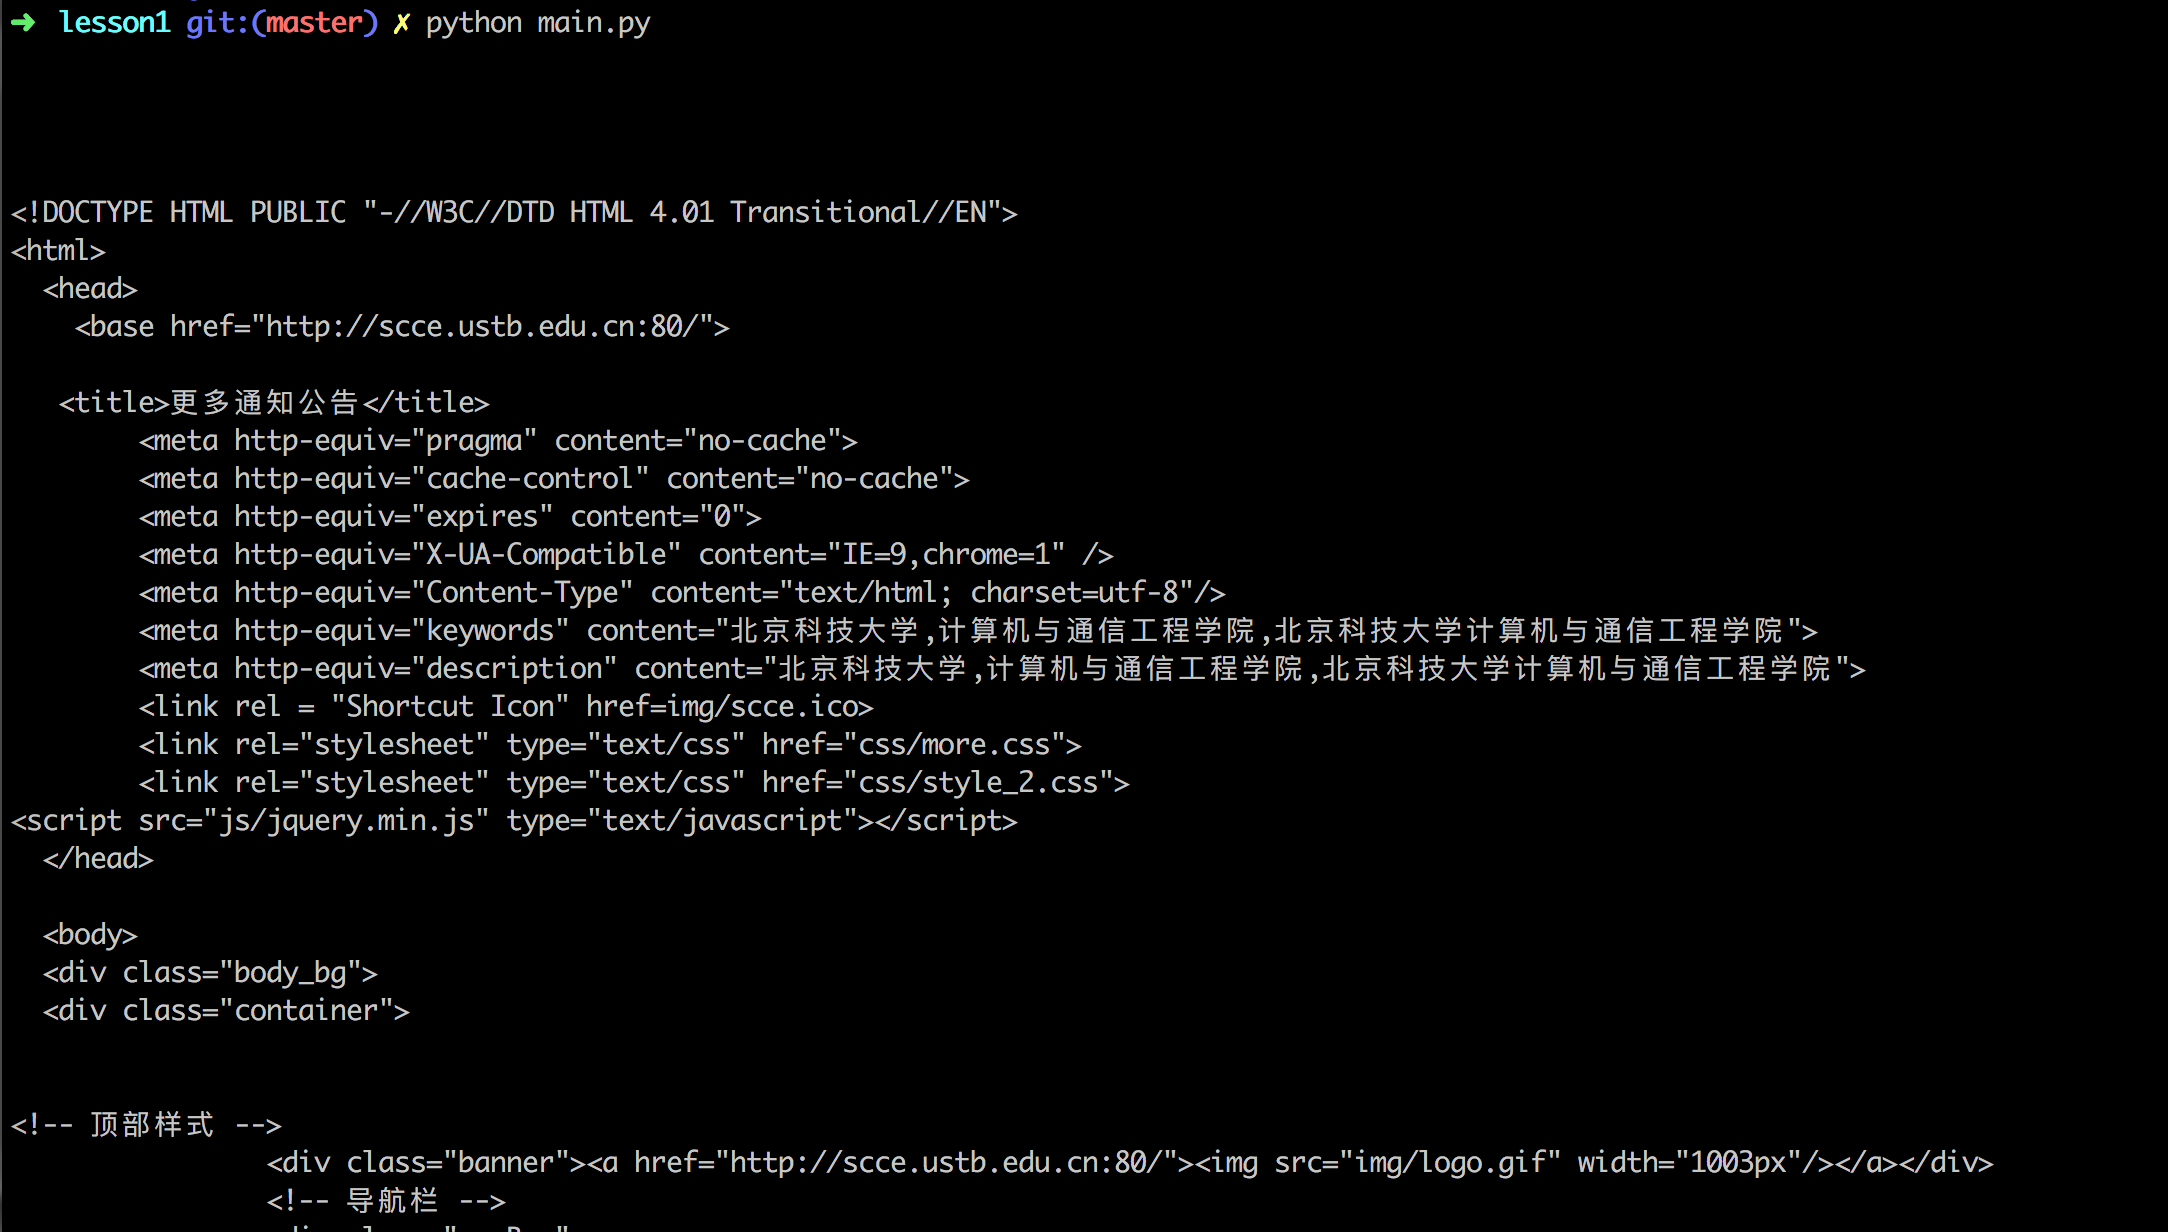 ➜  lesson1 git:(master) ✗ python main.py
<!DOCTYPE HTML PUBLIC "-//W3C//DTD HTML 4.01 Transitional//EN">
<html>
  <head>
    <base href="http://scce.ustb.edu.cn:80/">
   <title>更多通知公告</title>
        <meta http-equiv="pragma" content="no-cache">
        <meta http-equiv="cache-control" content="no-cache">
        <meta http-equiv="expires" content="0">
        <meta http-equiv="X-UA-Compatible" content="IE=9,chrome=1" />
        <meta http-equiv="Content-Type" content="text/html; charset=utf-8"/>
        <meta http-equiv="keywords" content="北京科技大学,计算机与通信工程学院,北京科技大学计算机与通信工程学院">
        <meta http-equiv="description" content="北京科技大学,计算机与通信工程学院,北京科技大学计算机与通信工程学院">
        <link rel = "Shortcut Icon" href=img/scce.ico>
        <link rel="stylesheet" type="text/css" href="css/more.css">
        <link rel="stylesheet" type="text/css" href="css/style_2.css">
<script src="js/jquery.min.js" type="text/javascript"></script>
  </head>
  <body>
  <div class="body_bg">
  <div class="container">
<!-- 顶部样式 -->
                <div class="banner"><a href="http://scce.ustb.edu.cn:80/"><img src="img/logo.gif" width="1003px"/></a></div>
                <!-- 导航栏 -->